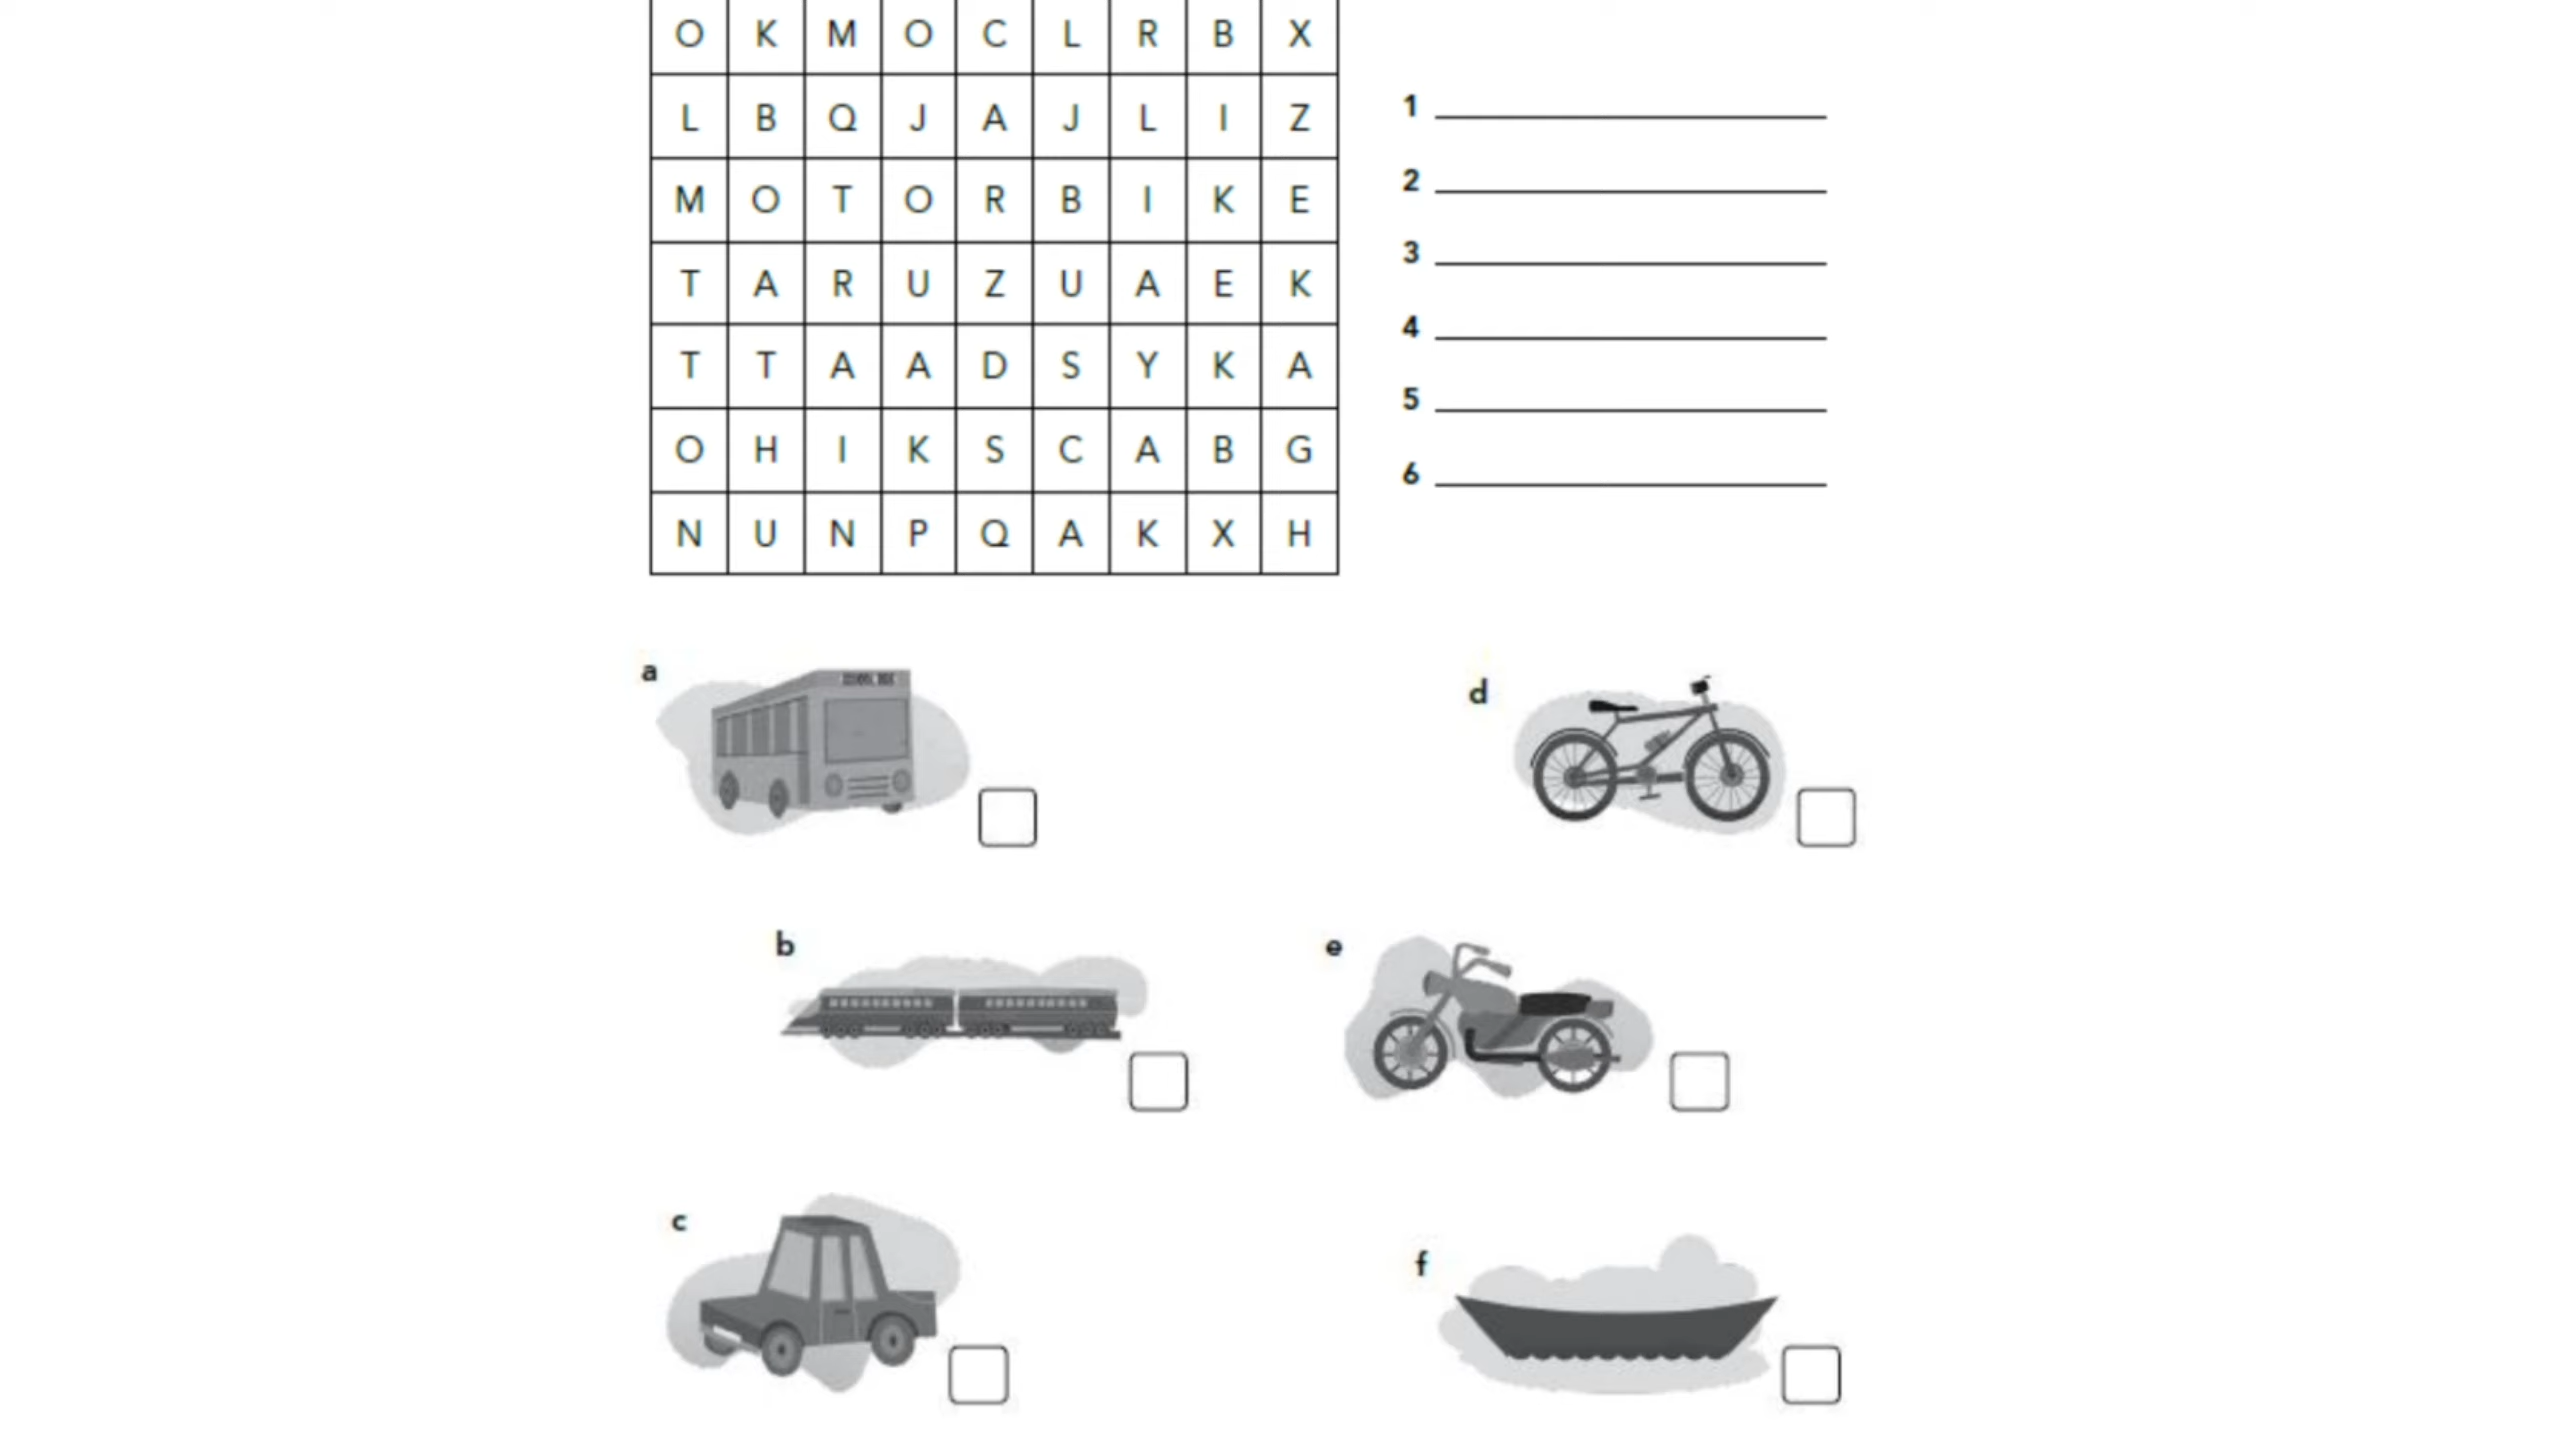 O K M O C L R B X
L B Q J A J L I Z
M O T O R B I K E
T A R U Z U A E K
T T A A D S Y K A
O H I K S C A B G
N U N P Q A K X H
1
2
3
4
5
6
a
d
b
e
c
f